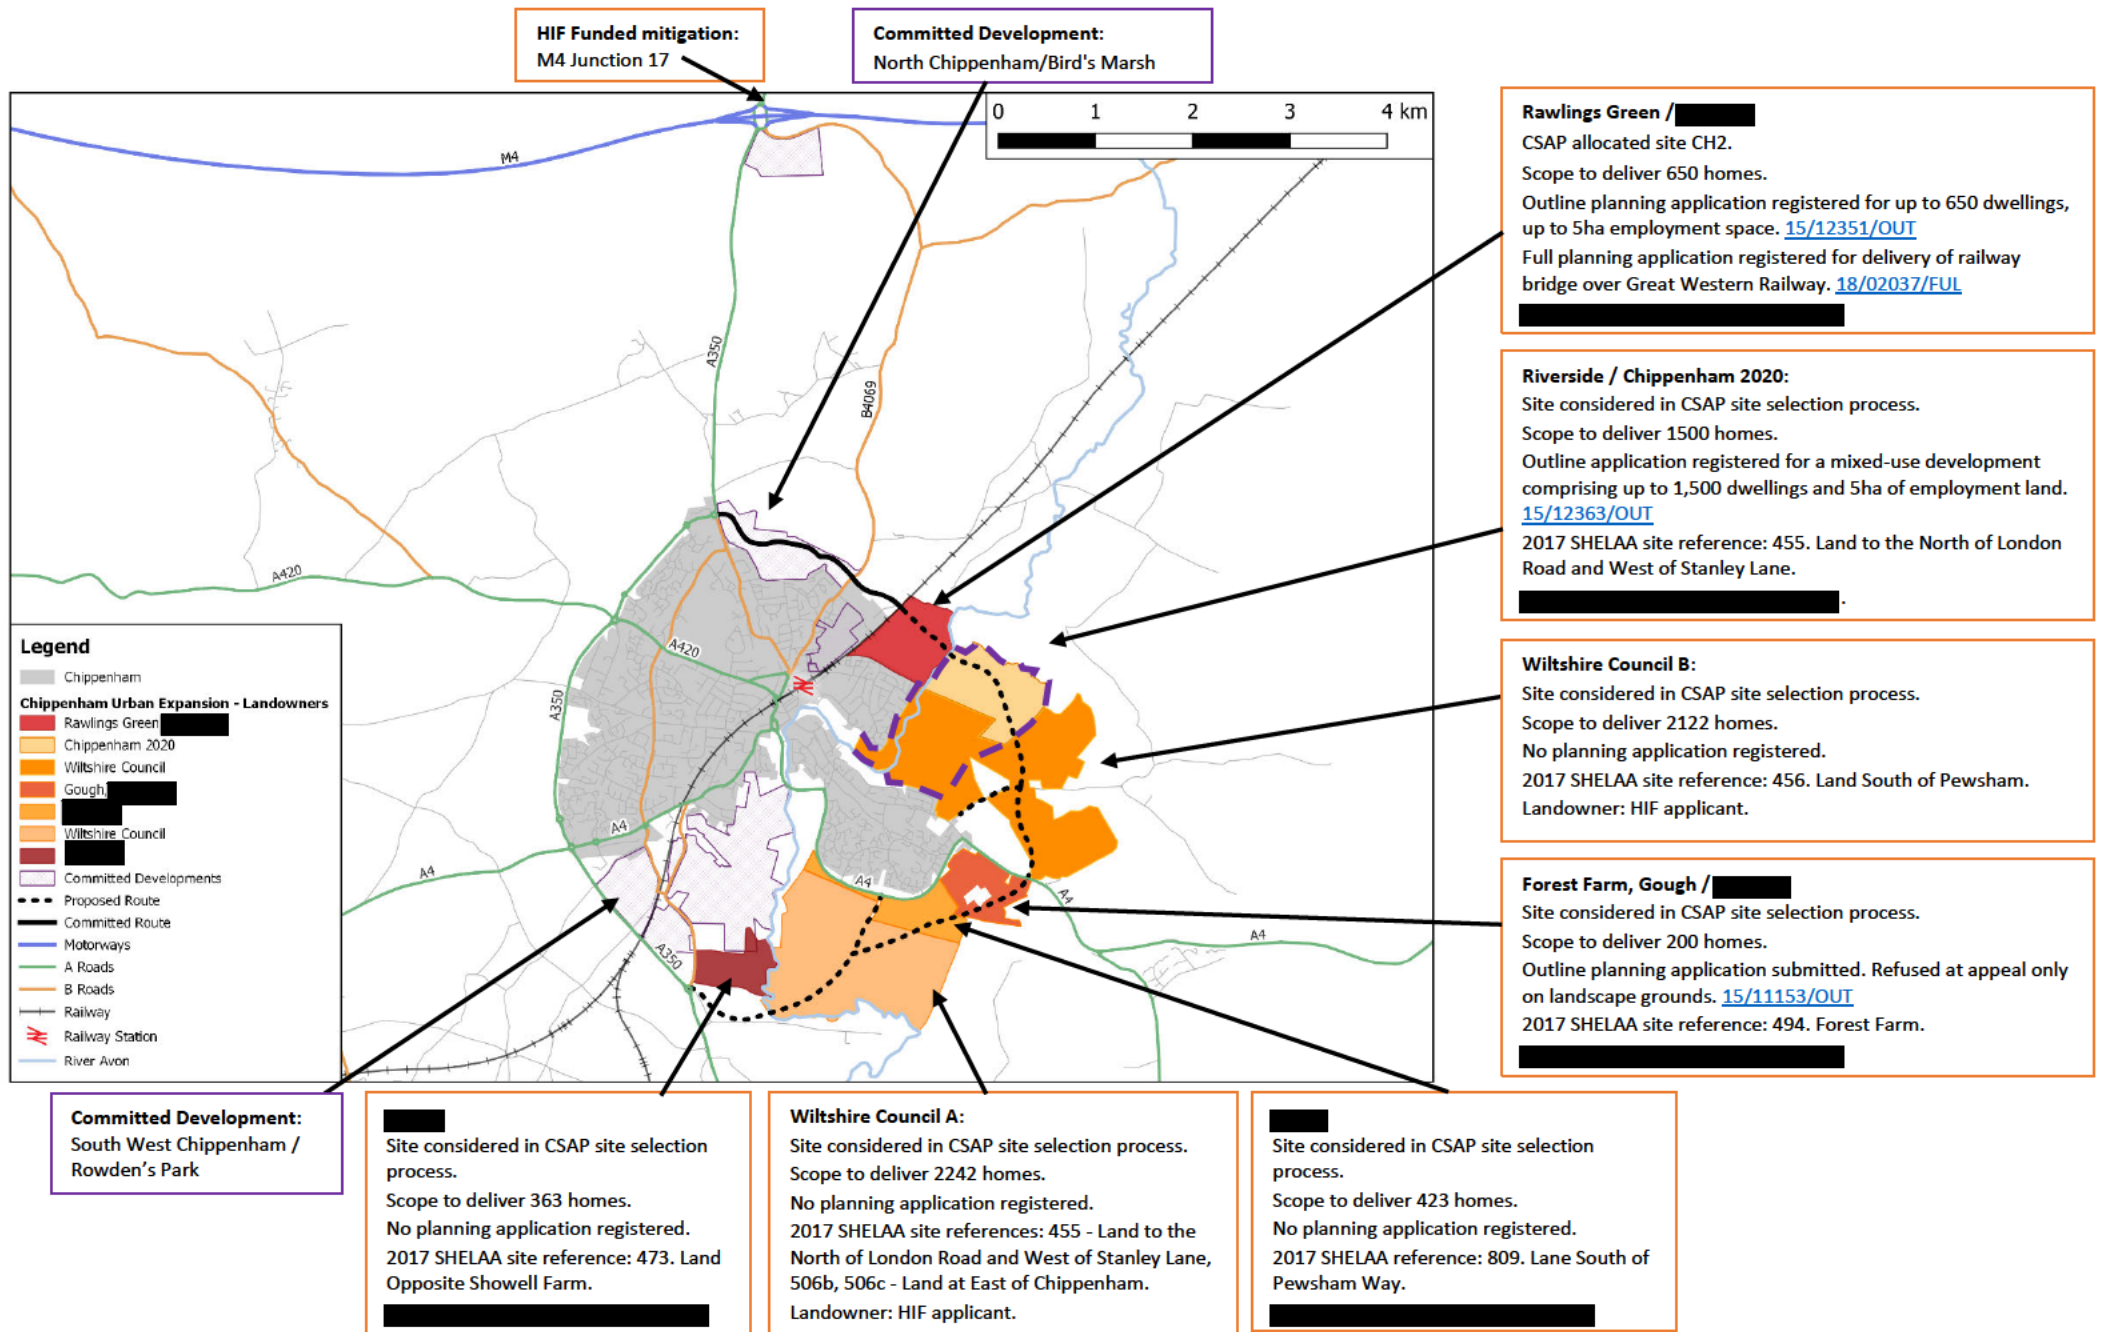 HIF Funded mitigation:
M4 Junction 17
Committed Development:
North Chippenham/Bird's Marsh
0 1 2 3 4 km
M4
A350
B4069
A420
A420
A350
A4
A4
A4
A4
A4
A350
Legend
Chippenham
Chippenham Urban Expansion - Landowners
Rawlings Green
Chippenham 2020
Wiltshire Council
Gough,
Wiltshire Council
Committed Developments
Proposed Route
Committed Route
Motorways
A Roads
B Roads
Railway
Railway Station
River Avon
Rawlings Green /
CSAP allocated site CH2.
Scope to deliver 650 homes.
Outline planning application registered for up to 650 dwellings,
up to 5ha employment space. 15/12351/OUT
Full planning application registered for delivery of railway
bridge over Great Western Railway. 18/02037/FUL
Riverside / Chippenham 2020:
Site considered in CSAP site selection process.
Scope to deliver 1500 homes.
Outline application registered for a mixed-use development
comprising up to 1,500 dwellings and 5ha of employment land.
15/12363/OUT
2017 SHELAA site reference: 455. Land to the North of London
Road and West of Stanley Lane.
.
Wiltshire Council B:
Site considered in CSAP site selection process.
Scope to deliver 2122 homes.
No planning application registered.
2017 SHELAA site reference: 456. Land South of Pewsham.
Landowner: HIF applicant.
Forest Farm, Gough /
Site considered in CSAP site selection process.
Scope to deliver 200 homes.
Outline planning application submitted. Refused at appeal only
on landscape grounds. 15/11153/OUT
2017 SHELAA site reference: 494. Forest Farm.
Committed Development:
South West Chippenham /
Rowden's Park
Site considered in CSAP site selection
process.
Scope to deliver 363 homes.
No planning application registered.
2017 SHELAA site reference: 473. Land
Opposite Showell Farm.
Wiltshire Council A:
Site considered in CSAP site selection process.
Scope to deliver 2242 homes.
No planning application registered.
2017 SHELAA site references: 455 - Land to the
North of London Road and West of Stanley Lane,
506b, 506c - Land at East of Chippenham.
Landowner: HIF applicant.
Site considered in CSAP site selection
process.
Scope to deliver 423 homes.
No planning application registered.
2017 SHELAA reference: 809. Lane South of
Pewsham Way.